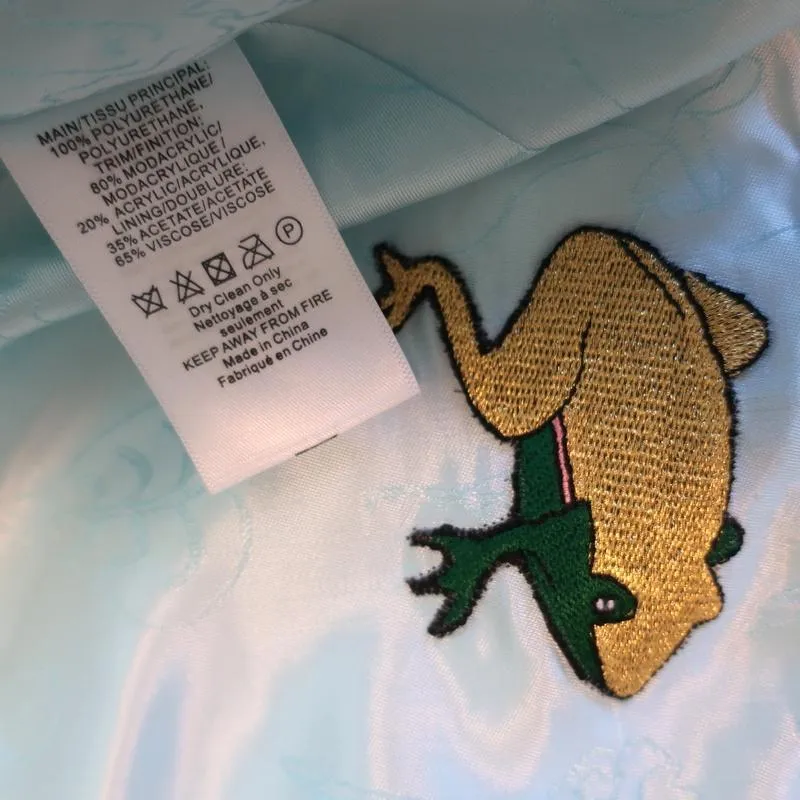 MAIN/TISSU PRINCIPAL:
100% POLYURETHANE/
POLYURETHANE,
TRIM/FINITION:
80% MODACRYLIC/
MODACRYLIQUE/
20% ACRYLIC/ACRYLIQUE,
LINING/DOUBLURE:
35% ACETATE/ACETATE
65% VISCOSE/VISCOSE
P
Dry Clean Only
Nettoyage à sec
seulement
KEEP AWAY FROM FIRE
Made in China
Fabriqué en Chine